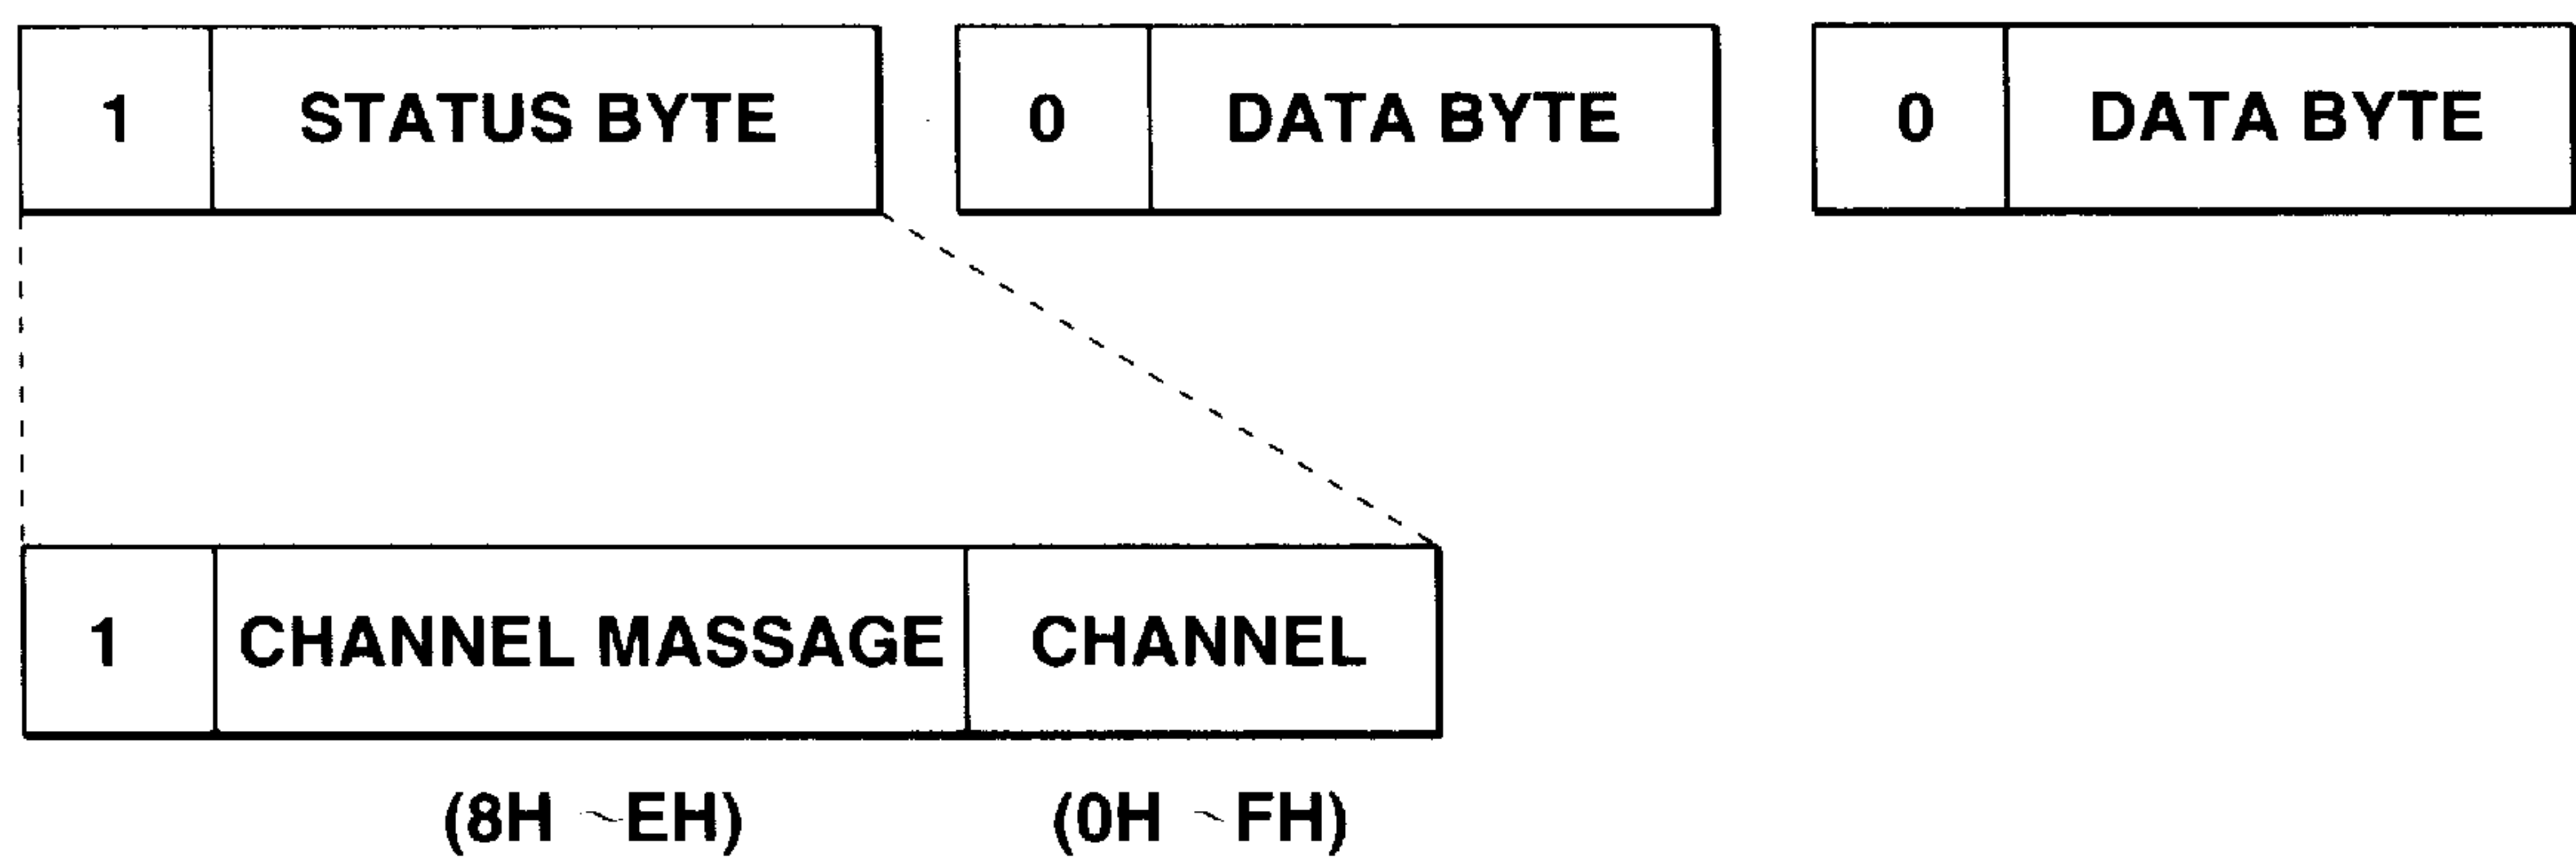 1 STATUS BYTE 0 DATA BYTE 0 DATA BYTE
1 CHANNEL MASSAGE CHANNEL
(8H ~EH) (0H ~ FH)